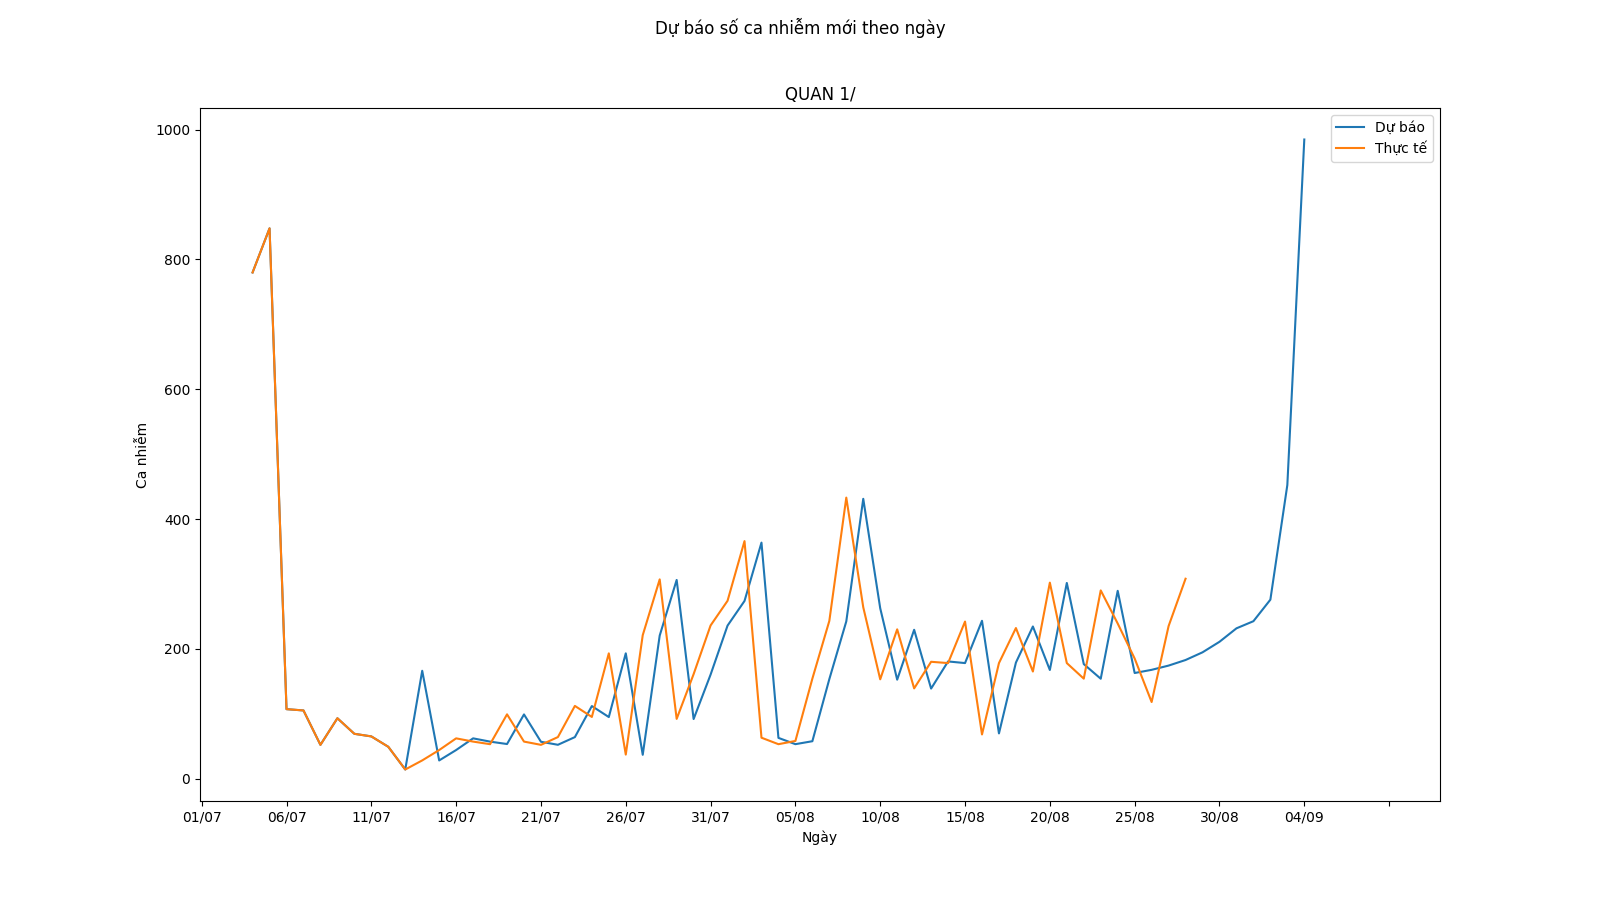 Dự báo số ca nhiễm mới theo ngày
QUAN 1/
Dự báo
Thực tế
1000
800
600
400
200
0
Ca nhiễm
01/07 06/07 11/07 16/07 21/07 26/07 31/07 05/08 10/08 15/08 20/08 25/08 30/08 04/09
Ngày